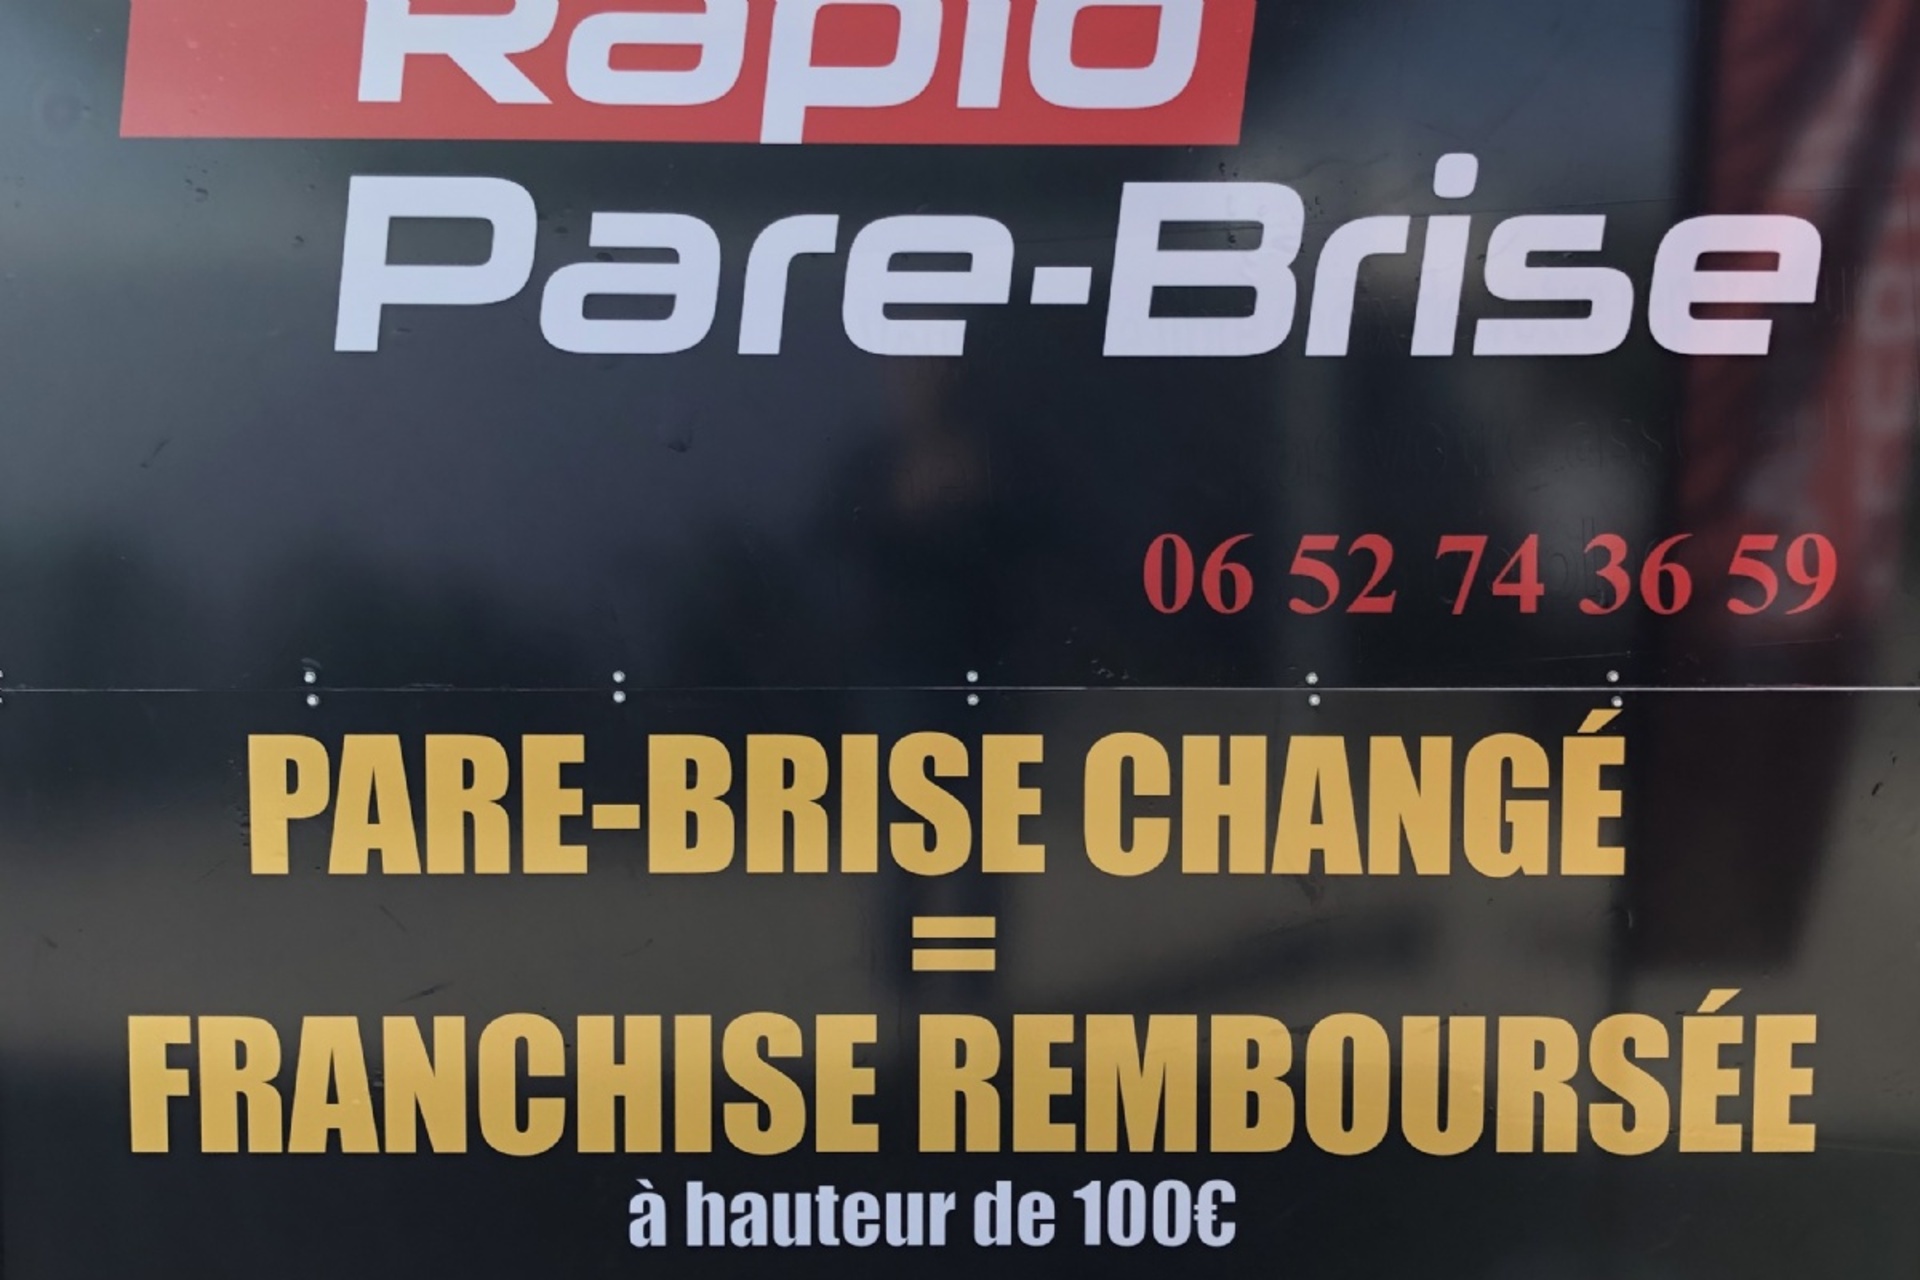 Rapid
Pare-Brise
06 52 74 36 59
PARE-BRISE CHANGÉ
=
FRANCHISE REMBOURSÉE
à hauteur de 100€